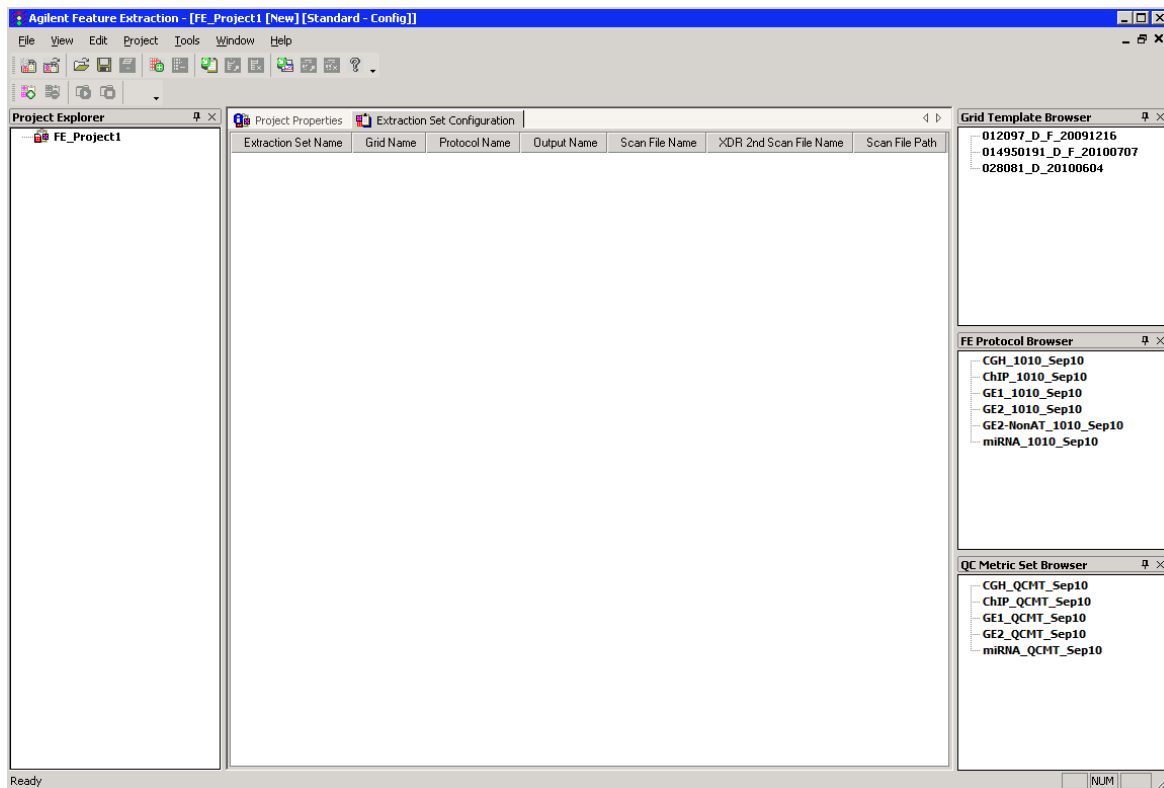 Agilent Feature Extraction - [FE_Project1 [New] [Standard - Config]]
File View Edit Project Tools Window Help
Project Explorer
FE_Project1
Project Properties Extraction Set Configuration
Extraction Set Name Grid Name Protocol Name Output Name Scan File Name XDR 2nd Scan File Name Scan File Path
Grid Template Browser
012097_D_F_20091216
014950191_D_F_20100707
028081_D_20100604
FE Protocol Browser
CGH_1010_Sep10
ChIP_1010_Sep10
GE1_1010_Sep10
GE2_1010_Sep10
GE2-NonAT_1010_Sep10
miRNA_1010_Sep10
QC Metric Set Browser
CGH_QCMT_Sep10
ChIP_QCMT_Sep10
GE1_QCMT_Sep10
GE2_QCMT_Sep10
miRNA_QCMT_Sep10
Ready NUM